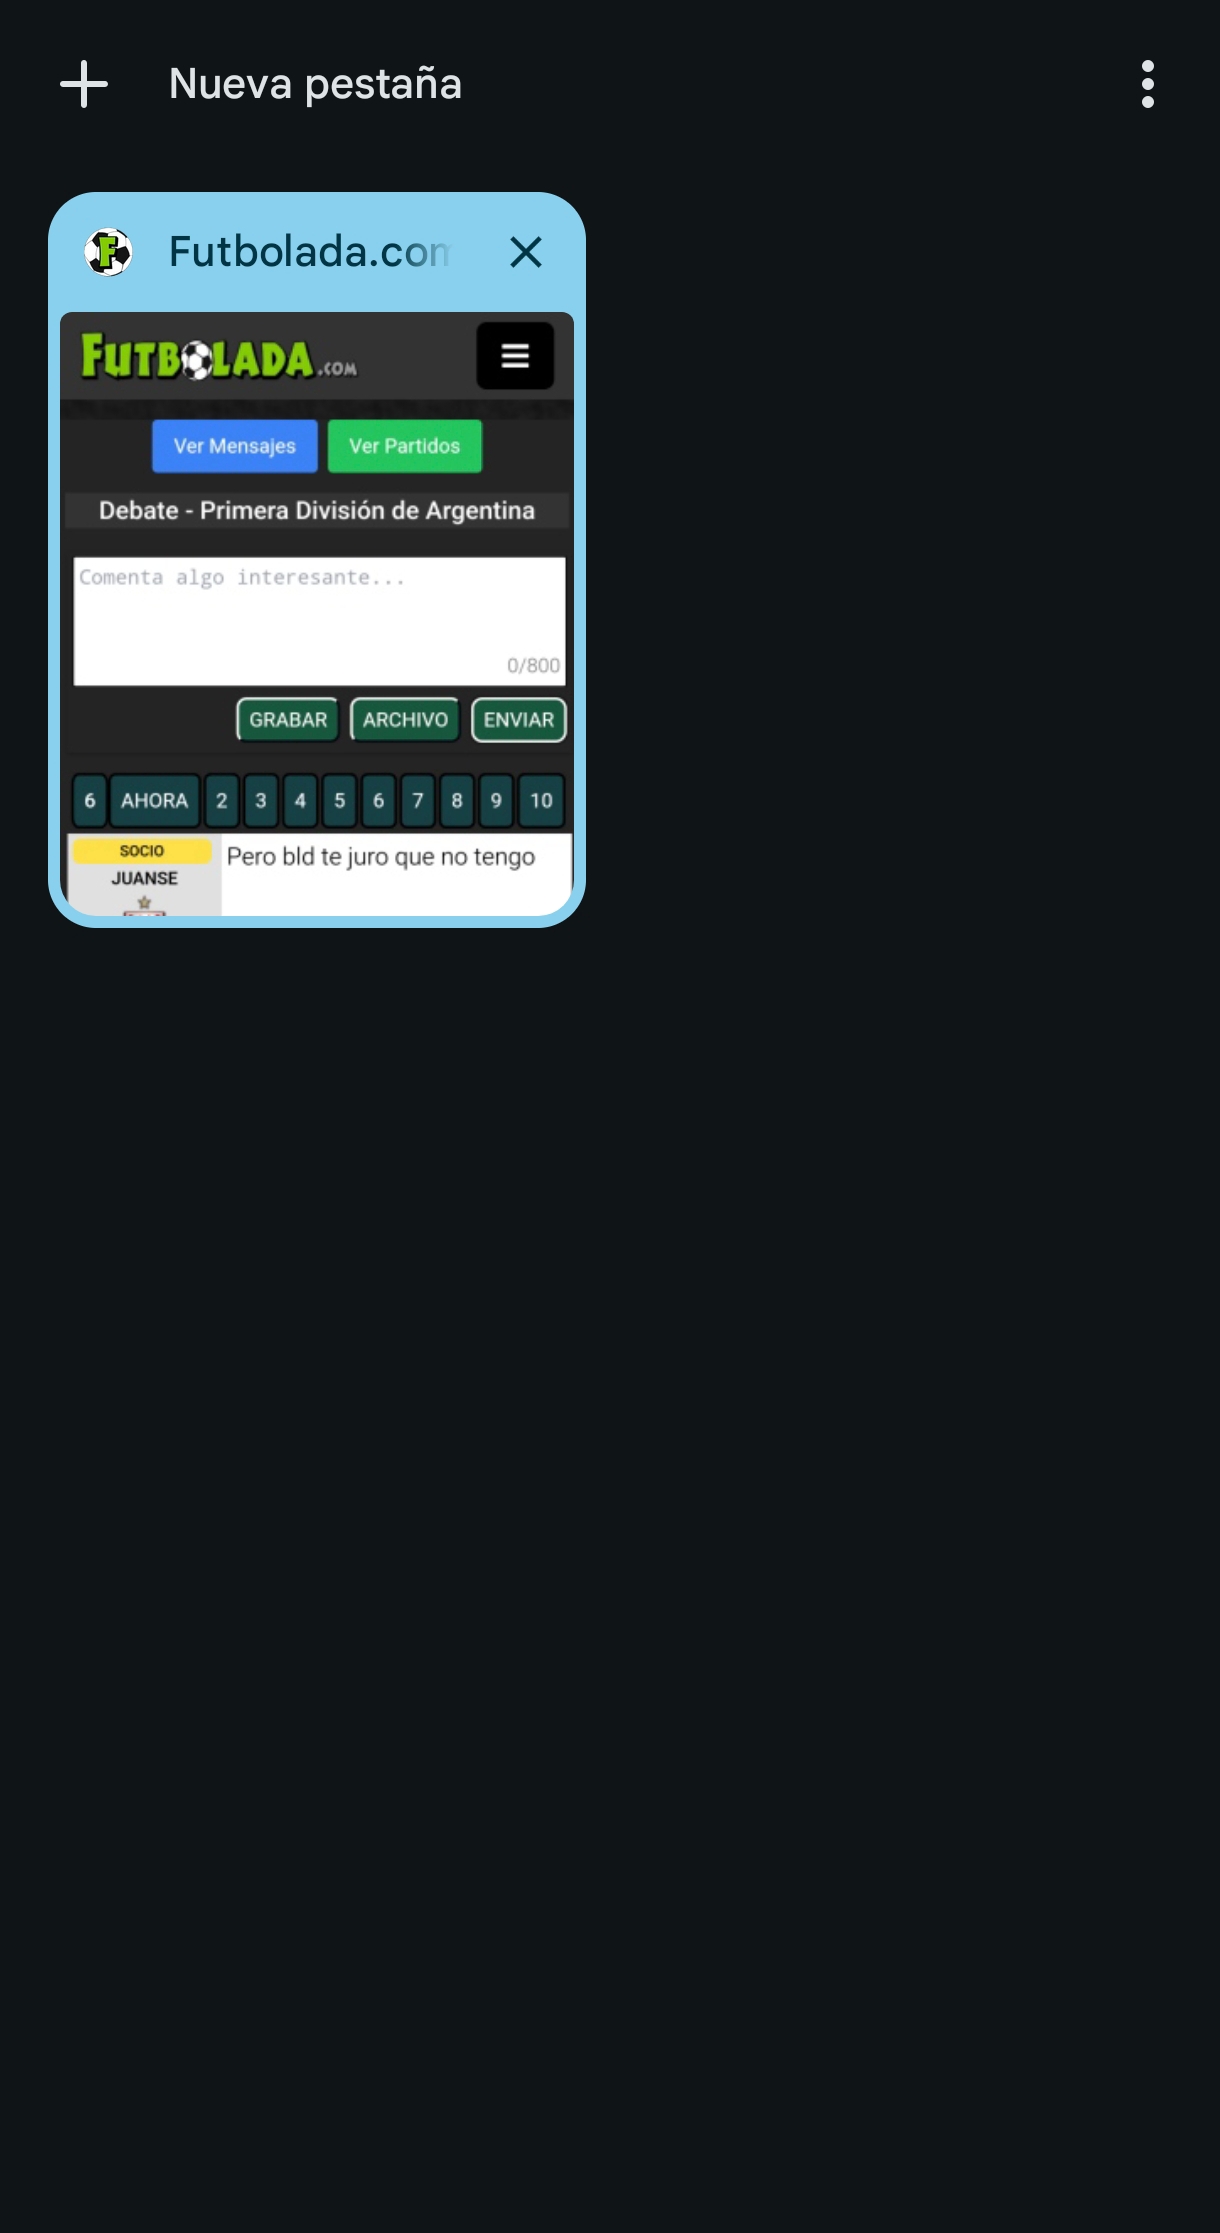 Nueva pestaña
Futbolada.com
FUTBOLADA.COM
Ver Mensajes
Ver Partidos
Debate - Primera División de Argentina
Comenta algo interesante...
0/800
GRABAR
ARCHIVO
ENVIAR
6
AHORA
2
3
4
5
6
7
8
9
10
SOCIO
JUANSE
Pero bld te juro que no tengo